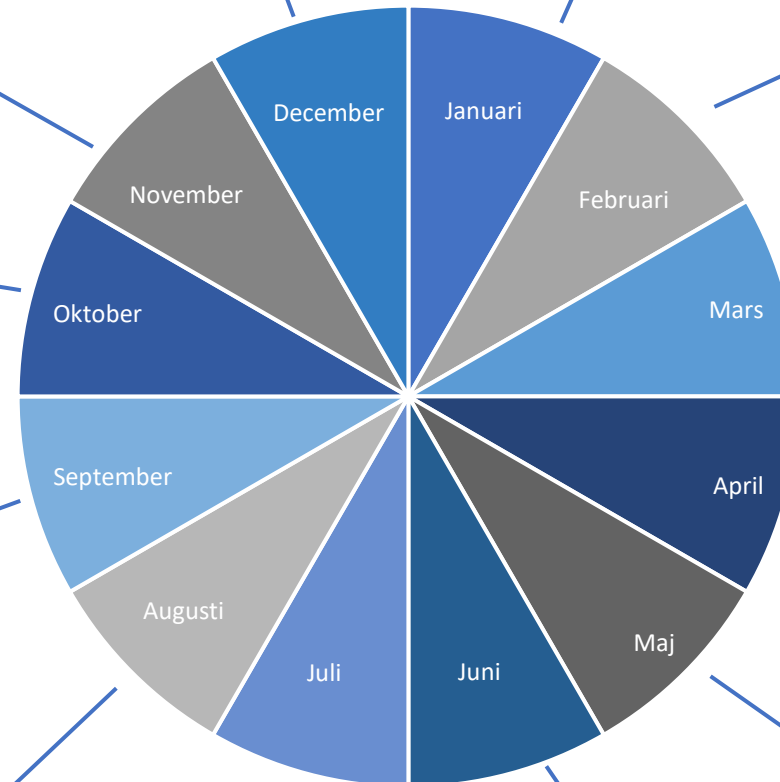 Januari
Februari
Mars
April
Maj
Juni
Juli
Augusti
September
Oktober
November
December